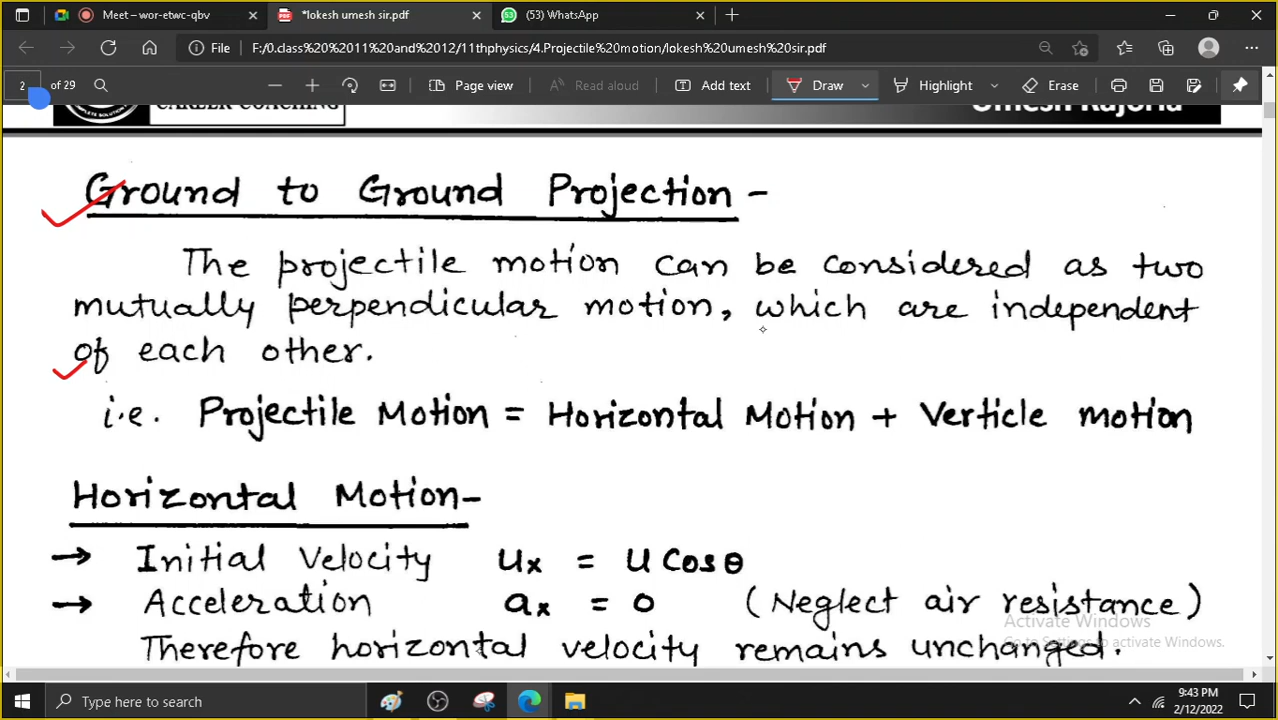 Meet – wor-etwc-qbv
*lokesh umesh sir.pdf
(53) WhatsApp
File
F:/0.class%20%2011%20and%2012/11thphysics/4.Projectile%20motion/lokesh%20umesh%20sir.pdf
2 of 29
Page view
Read aloud
Add text
Draw
Highlight
Erase
CAREER COACHING
Umesh Rajoria
Ground to Ground Projection -
The projectile motion can be considered as two
mutually perpendicular motion, which are independent
of each other.
i.e. Projectile Motion = Horizontal Motion + Verticle motion
Horizontal Motion-
→ Initial Velocity ux = u Cosθ
→ Acceleration ax = 0 (Neglect air resistance)
Therefore horizontal velocity remains unchanged.
Activate Windows
Go to Settings to activate Windows.
Type here to search
9:43 PM
2/12/2022